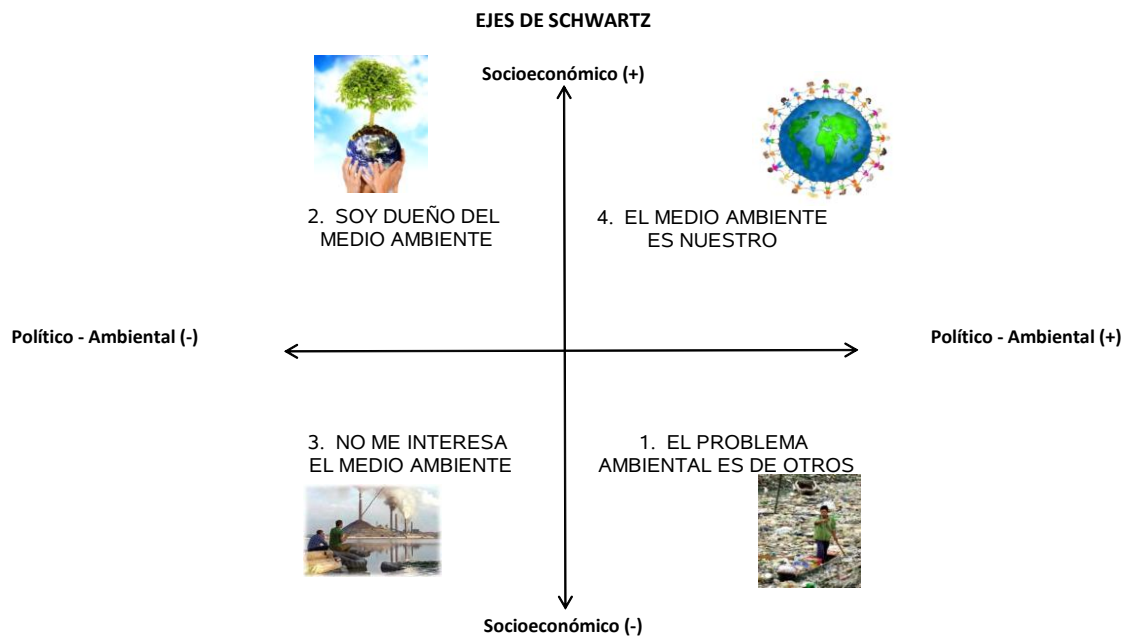 EJES DE SCHWARTZ
Socioeconómico (+)
2. SOY DUEÑO DEL
MEDIO AMBIENTE
4. EL MEDIO AMBIENTE
ES NUESTRO
Político - Ambiental (-)
Político - Ambiental (+)
3. NO ME INTERESA
EL MEDIO AMBIENTE
1. EL PROBLEMA
AMBIENTAL ES DE OTROS
Socioeconómico (-)